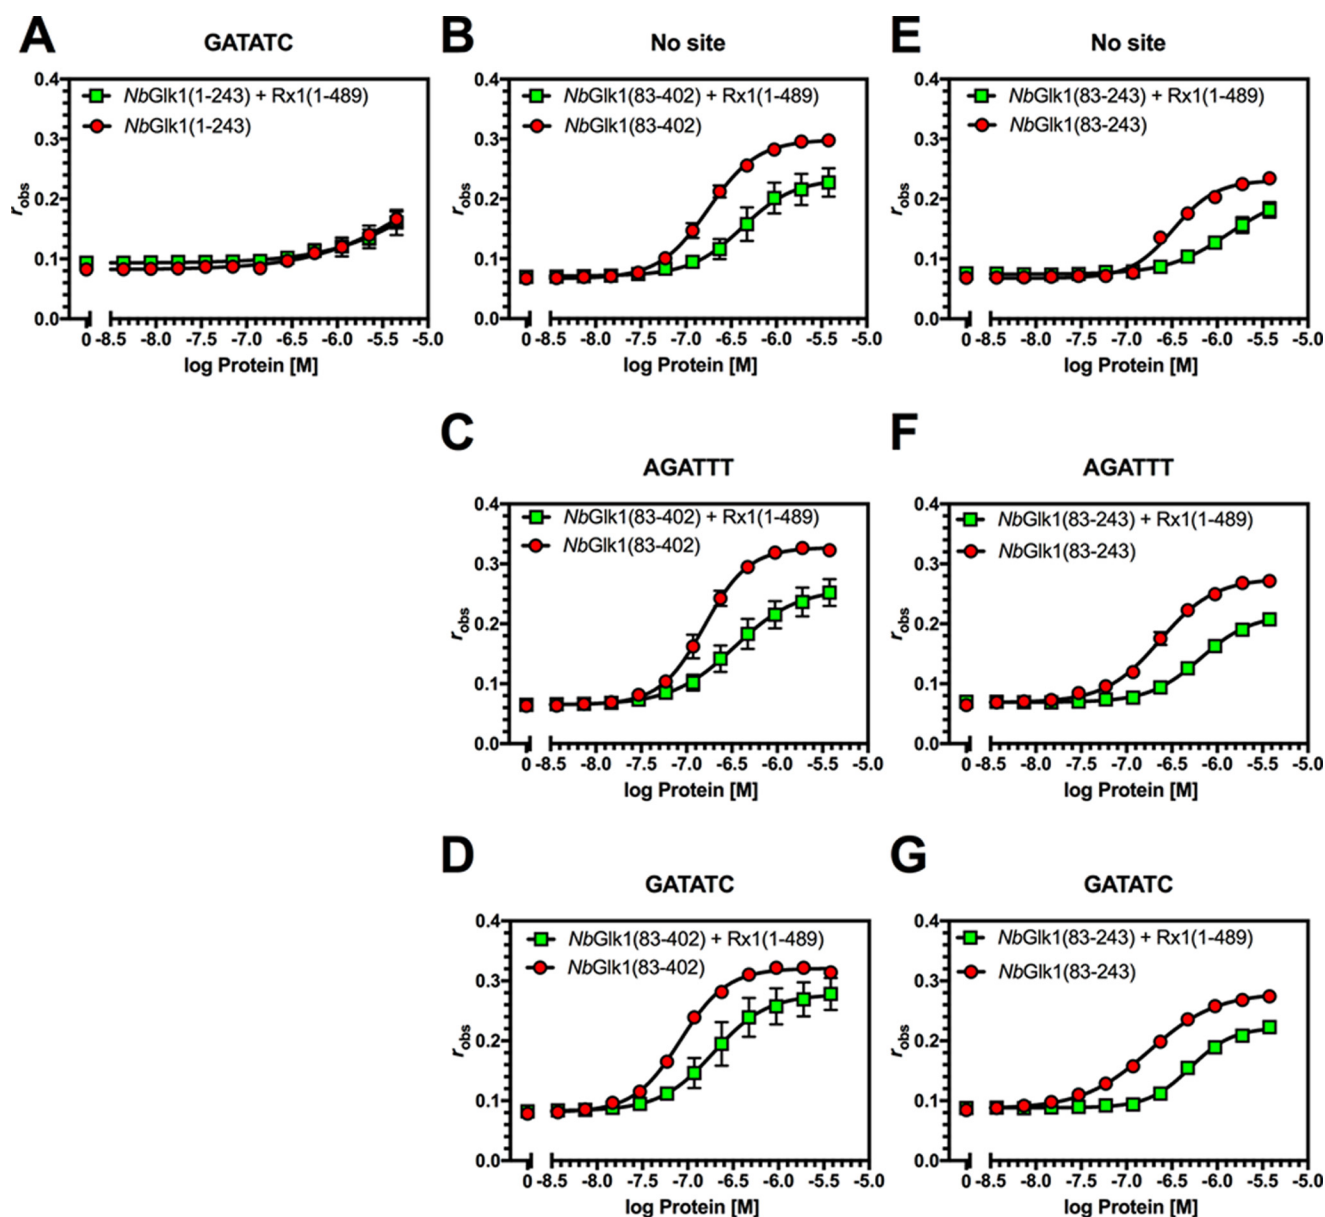 A
GATATC
0.4
0.3
0.2
0.1
0.0
robs
NbGlk1(1-243) + Rx1(1-489)
NbGlk1(1-243)
0 -8.5 -8.0 -7.5 -7.0 -6.5 -6.0 -5.5 -5.0
log Protein [M]
B
No site
0.4
0.3
0.2
0.1
0.0
robs
NbGlk1(83-402) + Rx1(1-489)
NbGlk1(83-402)
0 -8.5 -8.0 -7.5 -7.0 -6.5 -6.0 -5.5 -5.0
log Protein [M]
E
No site
0.4
0.3
0.2
0.1
0.0
robs
NbGlk1(83-243) + Rx1(1-489)
NbGlk1(83-243)
0 -8.5 -8.0 -7.5 -7.0 -6.5 -6.0 -5.5 -5.0
log Protein [M]
C
AGATTT
0.4
0.3
0.2
0.1
0.0
robs
NbGlk1(83-402) + Rx1(1-489)
NbGlk1(83-402)
0 -8.5 -8.0 -7.5 -7.0 -6.5 -6.0 -5.5 -5.0
log Protein [M]
F
AGATTT
0.4
0.3
0.2
0.1
0.0
robs
NbGlk1(83-243) + Rx1(1-489)
NbGlk1(83-243)
0 -8.5 -8.0 -7.5 -7.0 -6.5 -6.0 -5.5 -5.0
log Protein [M]
D
GATATC
0.4
0.3
0.2
0.1
0.0
robs
NbGlk1(83-402) + Rx1(1-489)
NbGlk1(83-402)
0 -8.5 -8.0 -7.5 -7.0 -6.5 -6.0 -5.5 -5.0
log Protein [M]
G
GATATC
0.4
0.3
0.2
0.1
0.0
robs
NbGlk1(83-243) + Rx1(1-489)
NbGlk1(83-243)
0 -8.5 -8.0 -7.5 -7.0 -6.5 -6.0 -5.5 -5.0
log Protein [M]